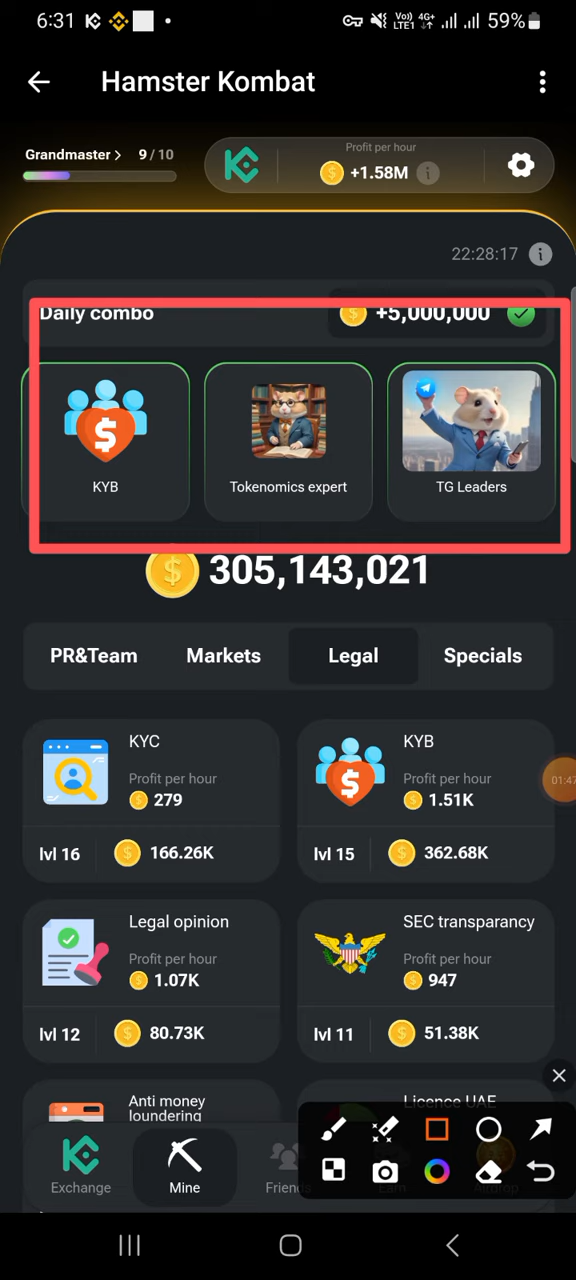 6:31 Vo)) LTE1 4G+ 59%
Hamster Kombat
Grandmaster > 9/10
Profit per hour
+1.58M
22:28:17
Daily combo +5,000,000
KYB Tokenomics expert TG Leaders
305,143,021
PR&Team Markets Legal Specials
KYC
Profit per hour
279
lvl 16 166.26K
KYB
Profit per hour
1.51K
lvl 15 362.68K
01:47
Legal opinion
Profit per hour
1.07K
lvl 12 80.73K
SEC transparancy
Profit per hour
947
lvl 11 51.38K
Anti money
loundering
Licence UAE
Exchange Mine Friends